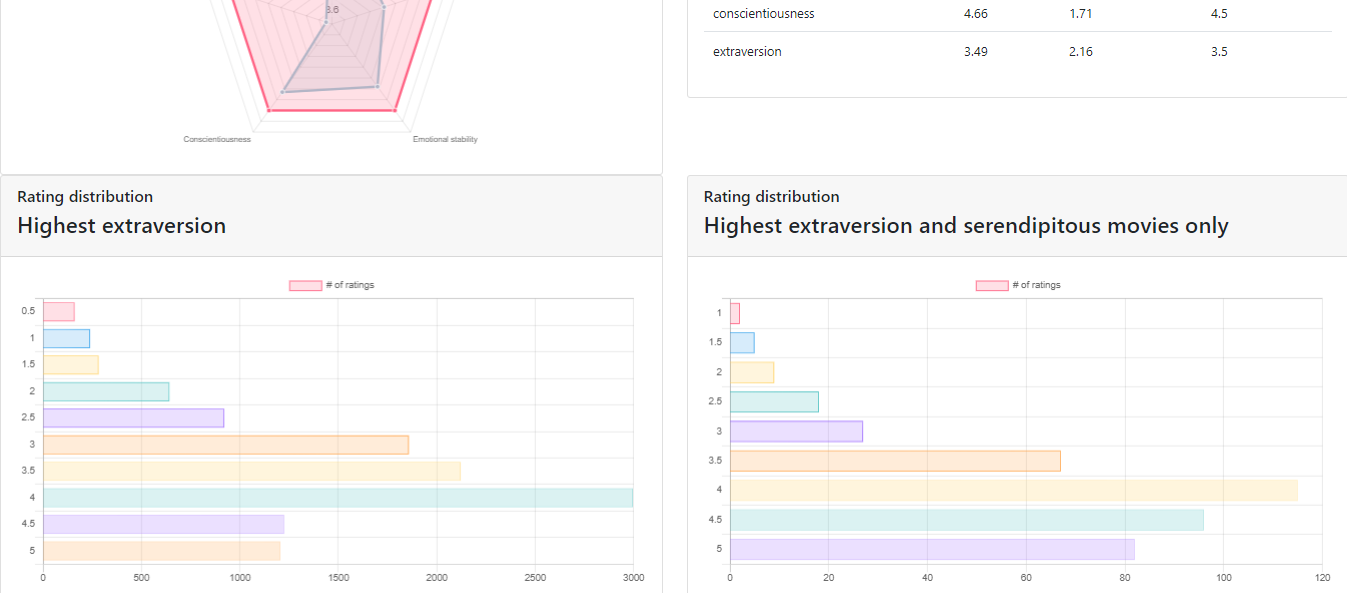 3.6
Conscientiousness
Emotional stability
conscientiousness 4.66 1.71 4.5
extraversion 3.49 2.16 3.5
Rating distribution
Highest extraversion
# of ratings
0.5
1
1.5
2
2.5
3
3.5
4
4.5
5
0 500 1000 1500 2000 2500 3000
Rating distribution
Highest extraversion and serendipitous movies only
# of ratings
1
1.5
2
2.5
3
3.5
4
4.5
5
0 20 40 60 80 100 120